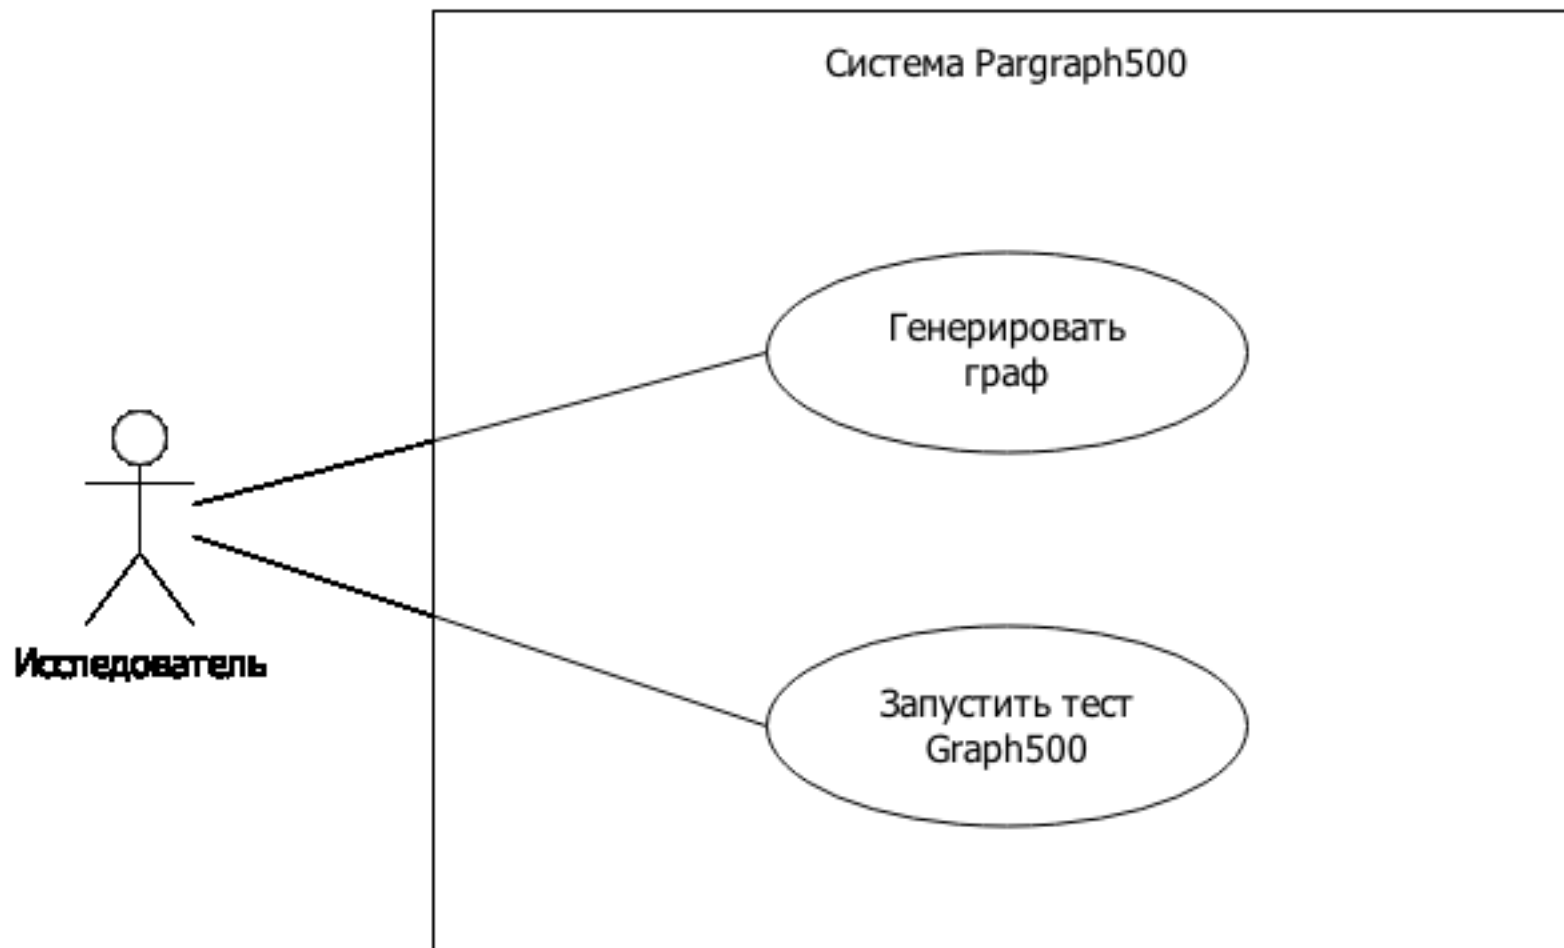 Система Pargraph500
Генерировать
граф
Исследователь
Запустить тест
Graph500